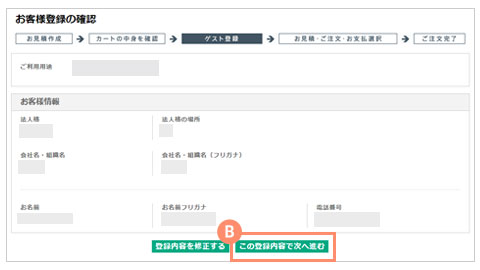 お客様登録の確認
お見積作成 カートの中身を確認 ゲスト登録 お見積・ご注文・お支払選択 ご注文完了
ご利用用途
お客様情報
法人種 法人種の場所
会社名・組織名 会社名・組織名（フリガナ）
お名前 お名前フリガナ 電話番号
B
登録内容を修正する この登録内容で次へ進む